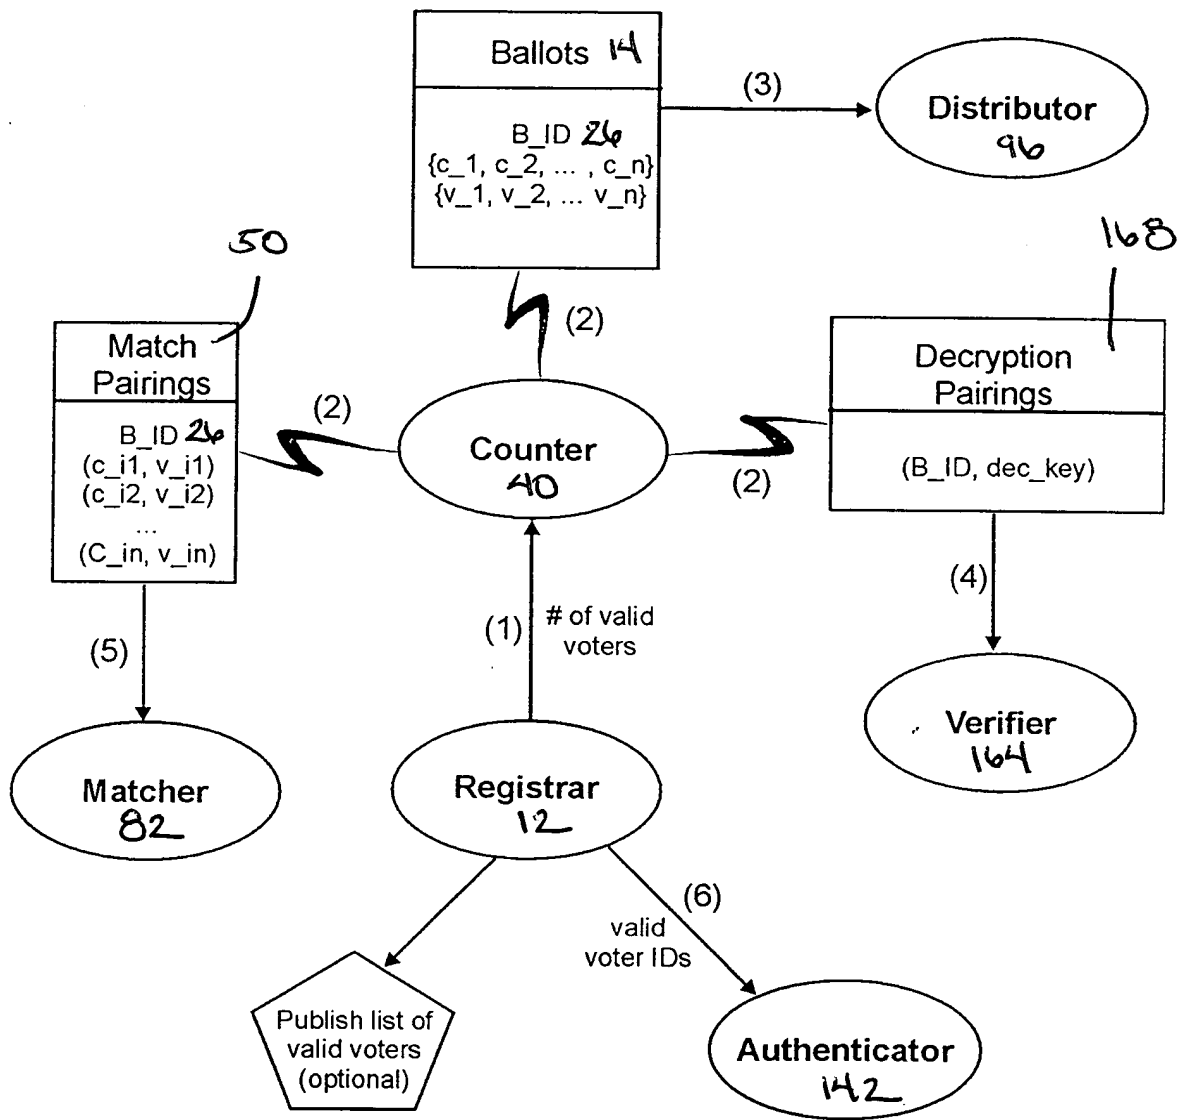 Ballots 14
B_ID 26
{c_1, c_2, ... , c_n}
{v_1, v_2, ... v_n}
(3)
Distributor
96
50
168
(2)
Match
Pairings
B_ID 26
(c_i1, v_i1)
(c_i2, v_i2)
...
(C_in, v_in)
(2)
Counter
40
(2)
Decryption
Pairings
(B_ID, dec_key)
(5)
(1)
# of valid
voters
(4)
Matcher
82
Registrar
12
Verifier
164
(6)
valid
voter IDs
Publish list of
valid voters
(optional)
Authenticator
142